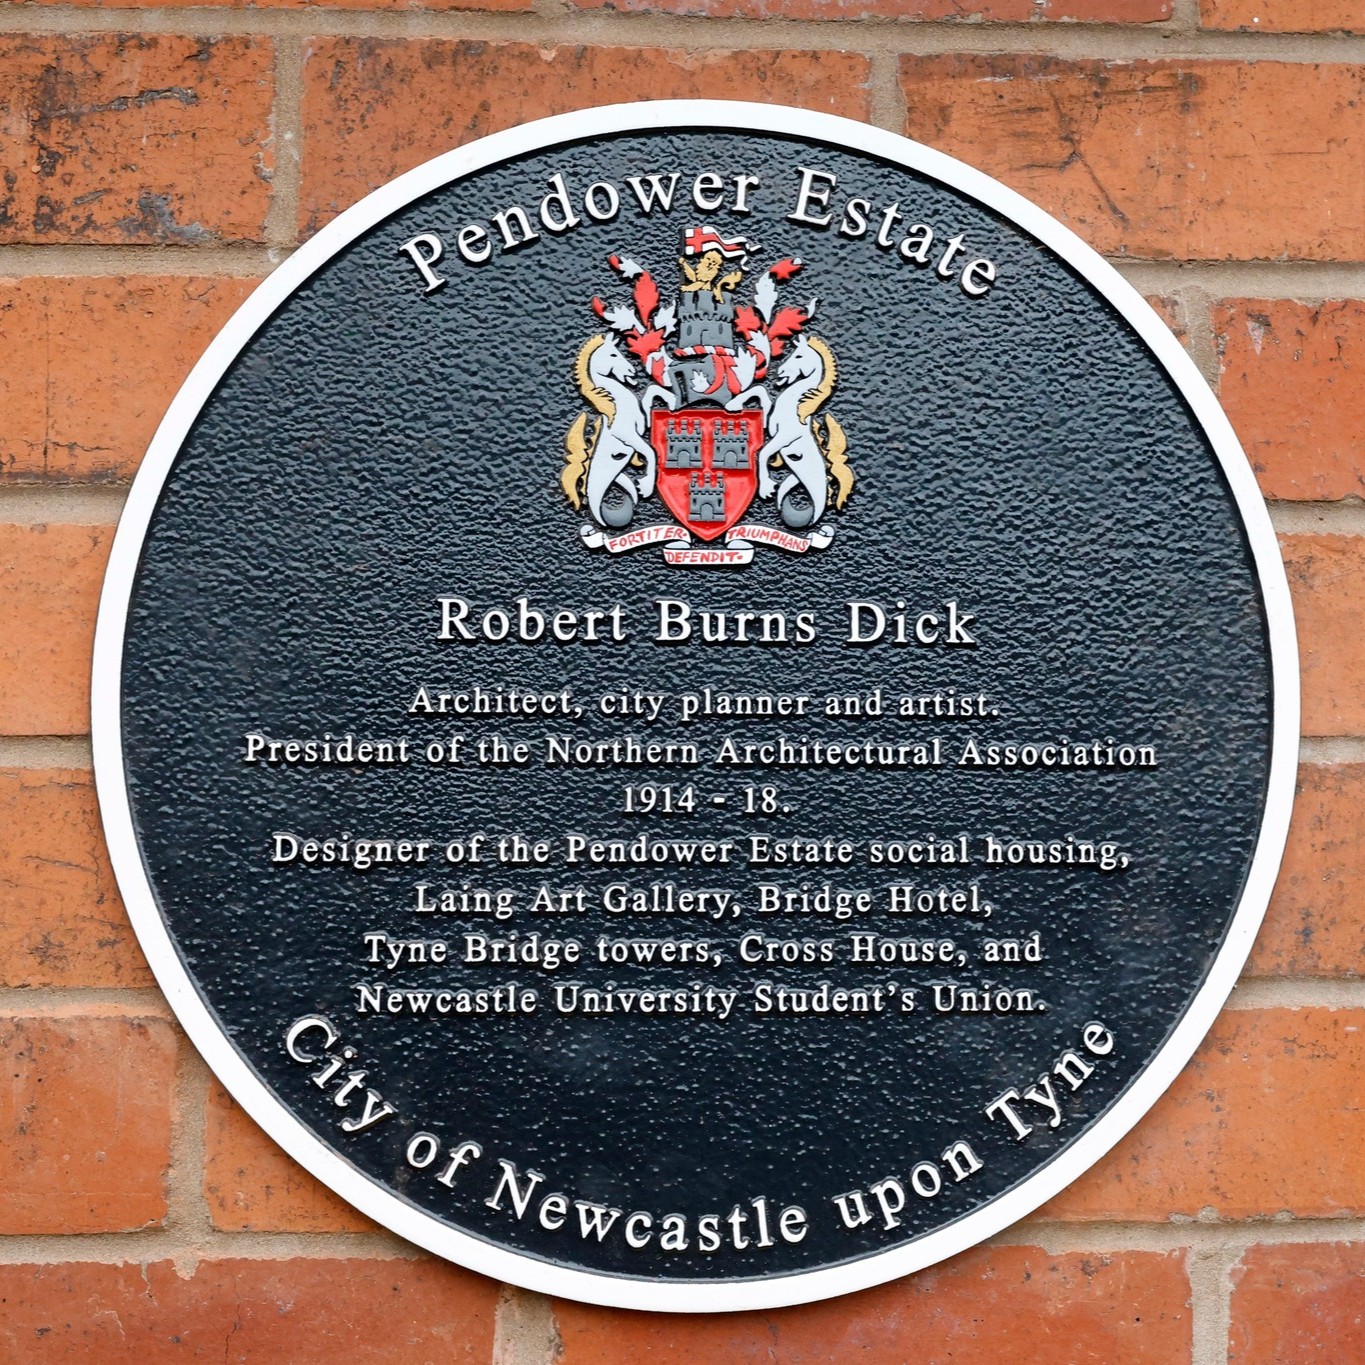 Pendower Estate
FORTITER· TRIUMPHANS
DEFENDIT·
Robert Burns Dick
Architect, city planner and artist.
President of the Northern Architectural Association
1914 - 18.
Designer of the Pendower Estate social housing,
Laing Art Gallery, Bridge Hotel,
Tyne Bridge towers, Cross House, and
Newcastle University Student's Union.
City of Newcastle upon Tyne